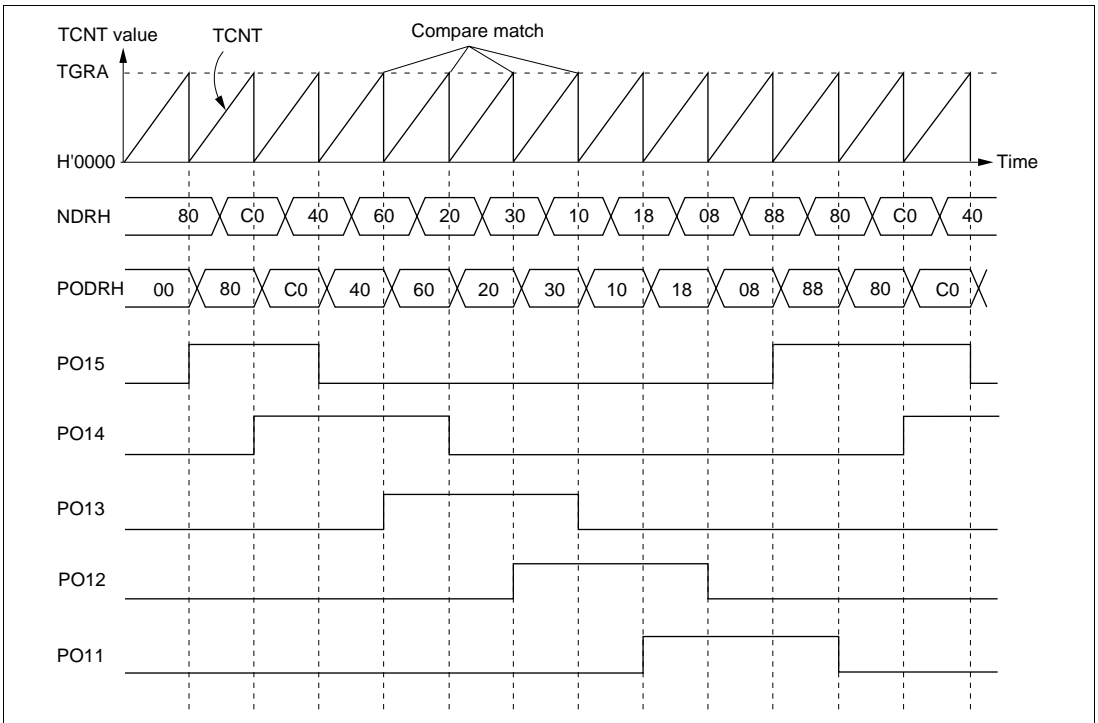 TCNT value TCNT Compare match
TGRA
H'0000 Time
NDRH 80 C0 40 60 20 30 10 18 08 88 80 C0 40
PODRH 00 80 C0 40 60 20 30 10 18 08 88 80 C0
PO15
PO14
PO13
PO12
PO11